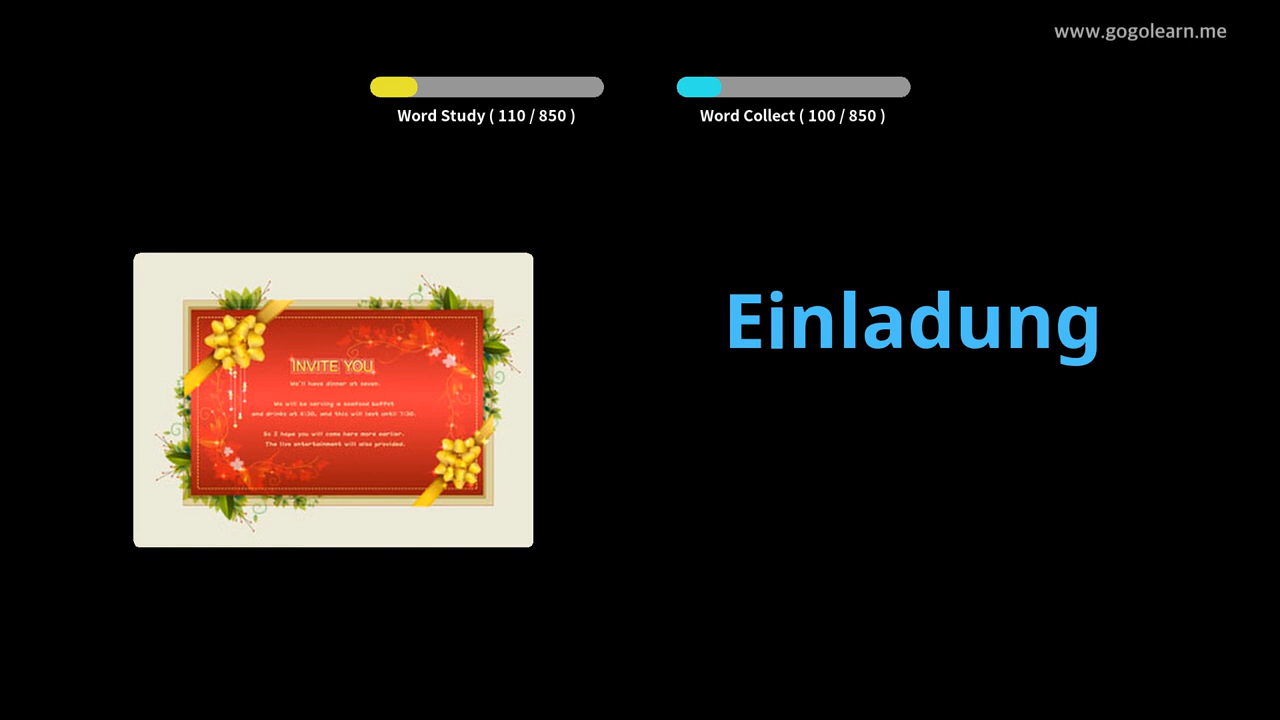 www.gogolearn.me
Word Study ( 110 / 850 )
Word Collect ( 100 / 850 )
Einladung
INVITE YOU
We'll have dinner at seven.
We will be serving a seafood buffet
and drinks at 6:30, and this will last until 7:30.
So I hope you will come here more earlier.
The live entertainment will also provided.